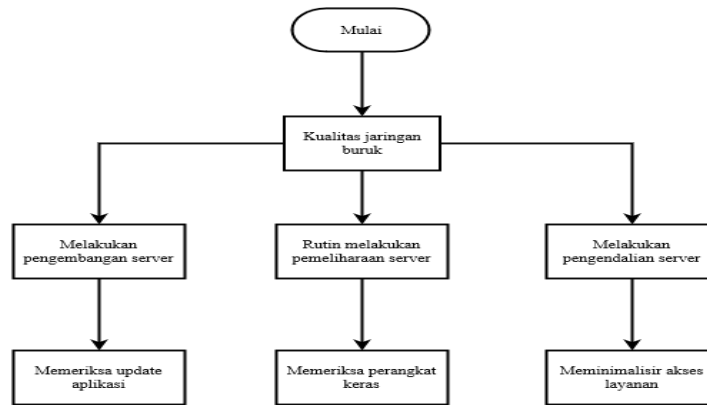 Mulai
Kualitas jaringan
buruk
Melakukan
pengembangan server
Rutin melakukan
pemeliharaan server
Melakukan
pengendalian server
Memeriksa update
aplikasi
Memeriksa perangkat
keras
Meminimalisir akses
layanan